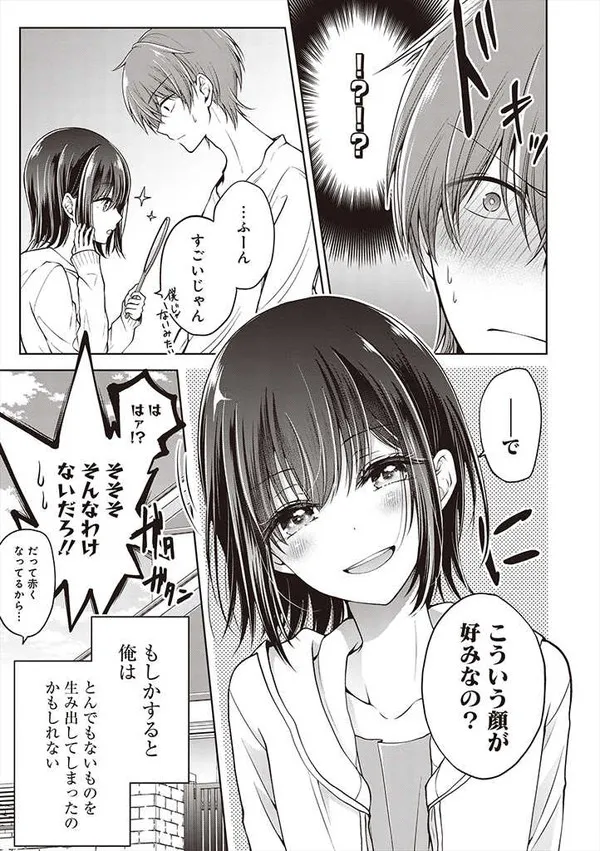 !?!?
ドキッ
…ふーん
すごいじゃん
僕じゃ
ないみたい
―で
ニ
こういう顔が
好みなの?
は
はァ!?
そそそ
そんなわけ
ないだろ!!
ガタ
ガタン
だって赤く
なってるから…
もしかすると
俺は
とんでもないものを
生み出してしまったの
かもしれない